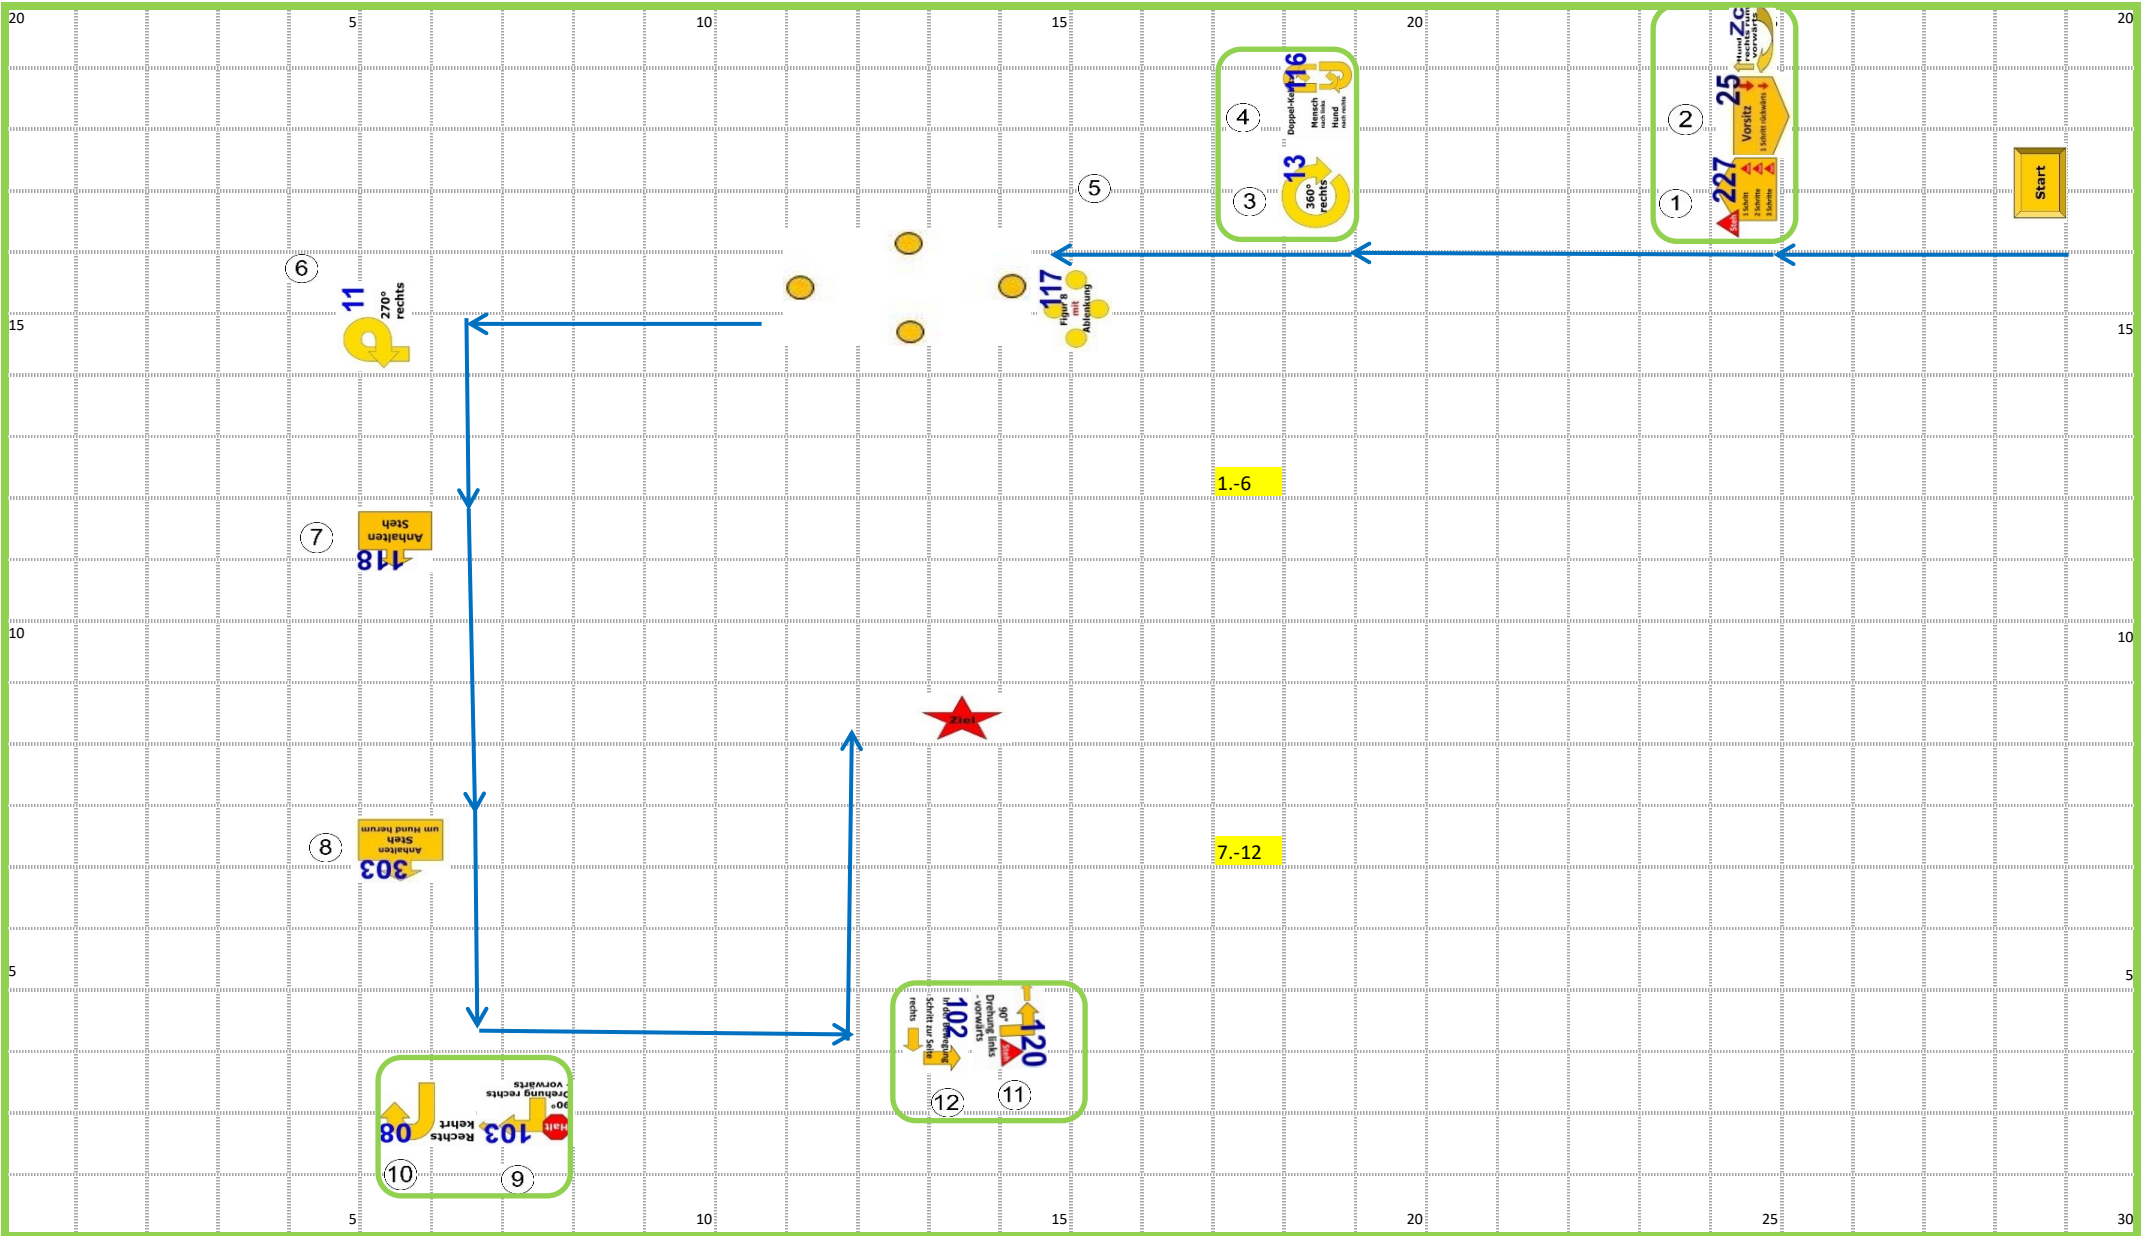 20
5
10
15
20
20
Hund
rechts rum
vorwärts
25
Vorsitz
1 Schritt rückwärts
2
227
Steh
1 Schritt
2 Schritte
3 Schritte
1
Start
116
Mensch
nach links
Hund
nach rechts
4
13
360°
rechts
3
5
117
Figur 8
mit
Ablenkung
6
11
270°
rechts
15
15
1.-6
7
Anhalten
Steh
118
10
10
Ziel
8
Anhalten
Steh
um Hund herum
303
7.-12
5
5
102
In der Bewegung
Schritt zur Seite
rechts
12
120
Steh
90°
Drehung links
- vorwärts
11
08
Rechts
kehrt
10
103
Halt
90°
Drehung rechts
- vorwärts
9
5
10
15
20
25
30